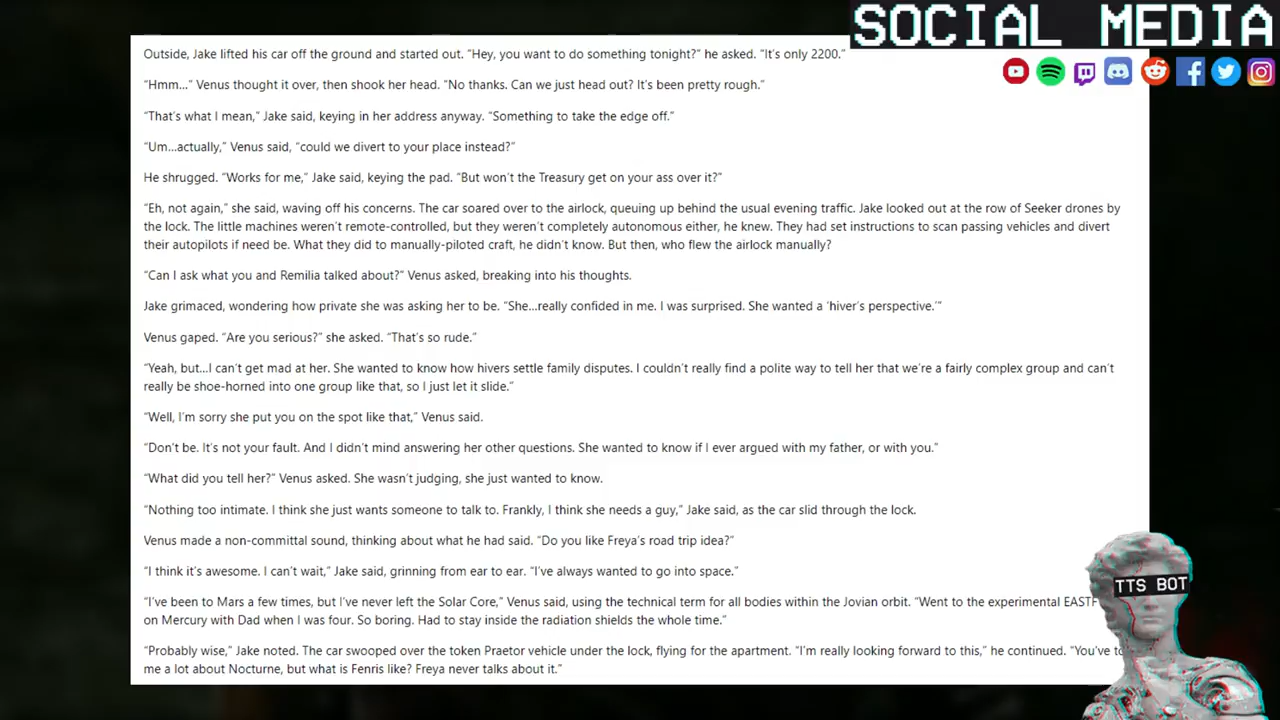 SOCIAL MEDIA
Outside, Jake lifted his car off the ground and started out. “Hey, you want to do something tonight?” he asked. “It’s only 2200.”
“Hmm…” Venus thought it over, then shook her head. “No thanks. Can we just head out? It’s been pretty rough.”
“That’s what I mean,” Jake said, keying in her address anyway. “Something to take the edge off.”
“Um…actually,” Venus said, “could we divert to your place instead?”
He shrugged. “Works for me,” Jake said, keying the pad. “But won’t the Treasury get on your ass over it?”
“Eh, not again,” she said, waving off his concerns. The car soared over to the airlock, queuing up behind the usual evening traffic. Jake looked out at the row of Seeker drones by
the lock. The little machines weren’t remote-controlled, but they weren’t completely autonomous either, he knew. They had set instructions to scan passing vehicles and divert
their autopilots if need be. What they did to manually-piloted craft, he didn’t know. But then, who flew the airlock manually?
“Can I ask what you and Remilia talked about?” Venus asked, breaking into his thoughts.
Jake grimaced, wondering how private she was asking her to be. “She…really confided in me. I was surprised. She wanted a ‘hiver’s perspective.’”
Venus gaped. “Are you serious?” she asked. “That’s so rude.”
“Yeah, but…I can’t get mad at her. She wanted to know how hivers settle family disputes. I couldn’t really find a polite way to tell her that we’re a fairly complex group and can’t
really be shoe-horned into one group like that, so I just let it slide.”
“Well, I’m sorry she put you on the spot like that,” Venus said.
“Don’t be. It’s not your fault. And I didn’t mind answering her other questions. She wanted to know if I ever argued with my father, or with you.”
“What did you tell her?” Venus asked. She wasn’t judging, she just wanted to know.
“Nothing too intimate. I think she just wants someone to talk to. Frankly, I think she needs a guy,” Jake said, as the car slid through the lock.
Venus made a non-committal sound, thinking about what he had said. “Do you like Freya’s road trip idea?”
“I think it’s awesome. I can’t wait,” Jake said, grinning from ear to ear. “I’ve always wanted to go into space.”
“I’ve been to Mars a few times, but I’ve never left the Solar Core,” Venus said, using the technical term for all bodies within the Jovian orbit. “Went to the experimental
on Mercury with Dad when I was four. So boring. Had to stay inside the radiation shields the whole time.”
“Probably wise,” Jake noted. The car swooped over the token Praetor vehicle under the lock, flying for the apartment. “I’m really looking forward to this,” he continued.
me a lot about Nocturne, but what is Fenris like? Freya never talks about it.”
TTS BOT